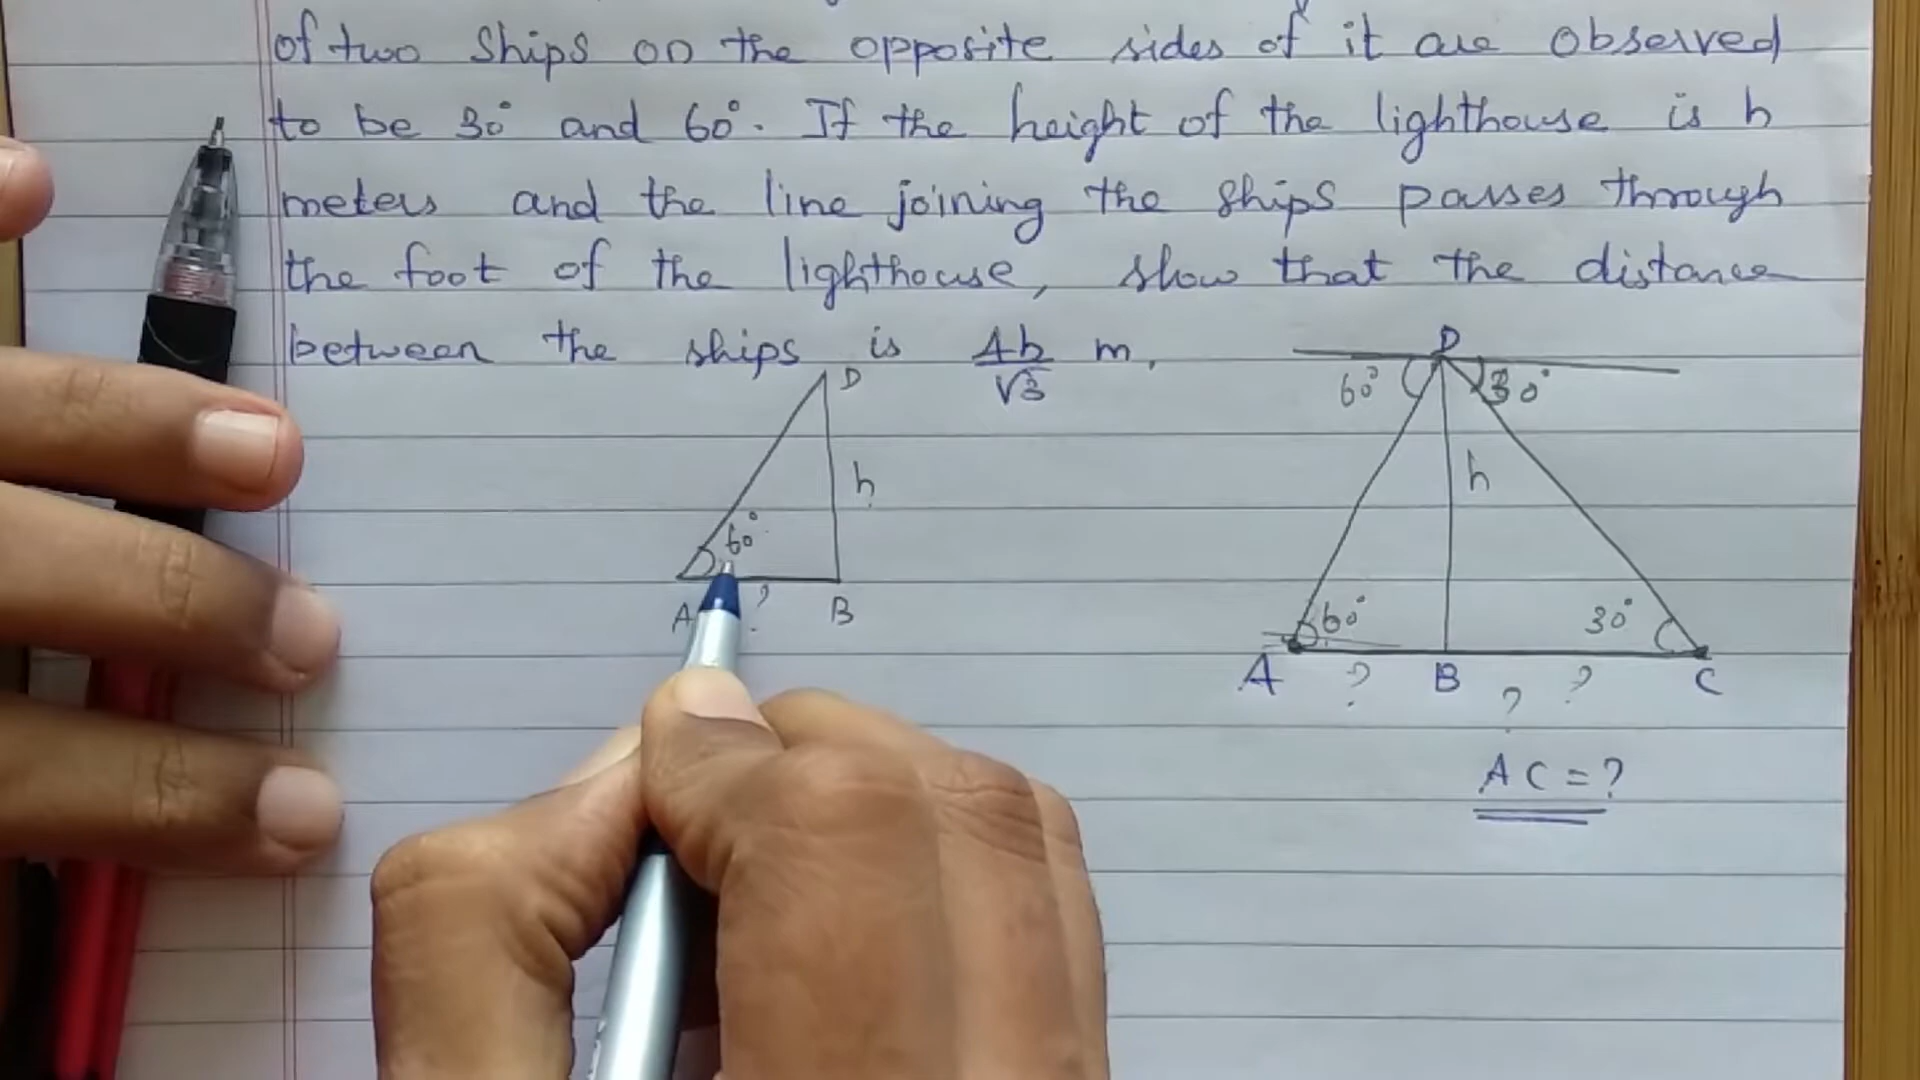 of two ships on the opposite sides of it are observed
to be 30° and 60°. If the height of the lighthouse is h
meters and the line joining the ships passes through
the foot of the lighthouse, show that the distance
between the ships is 4h/√3 m.
D
60° 30°
D
h
h
60°
A ? B
60° 30°
A ? B ? ? C
AC = ?